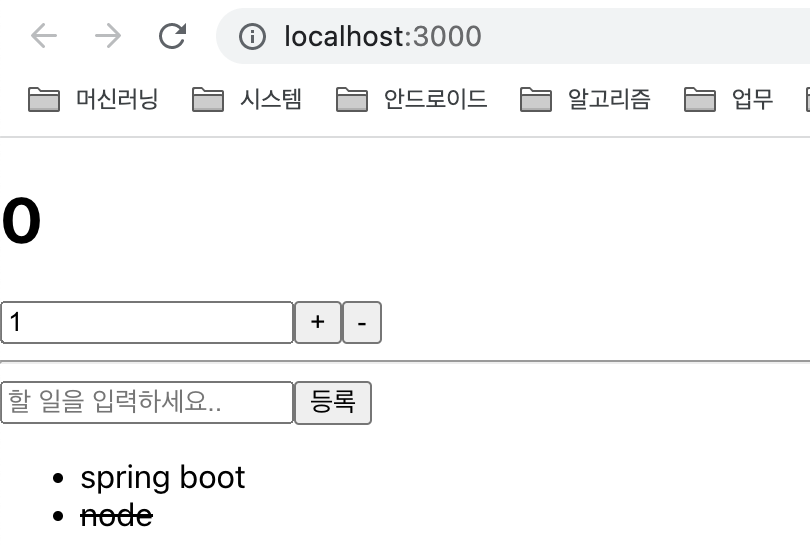 localhost:3000
머신러닝 시스템 안드로이드 알고리즘 업무
0
1 + -
할 일을 입력하세요.. 등록
• spring boot
• node